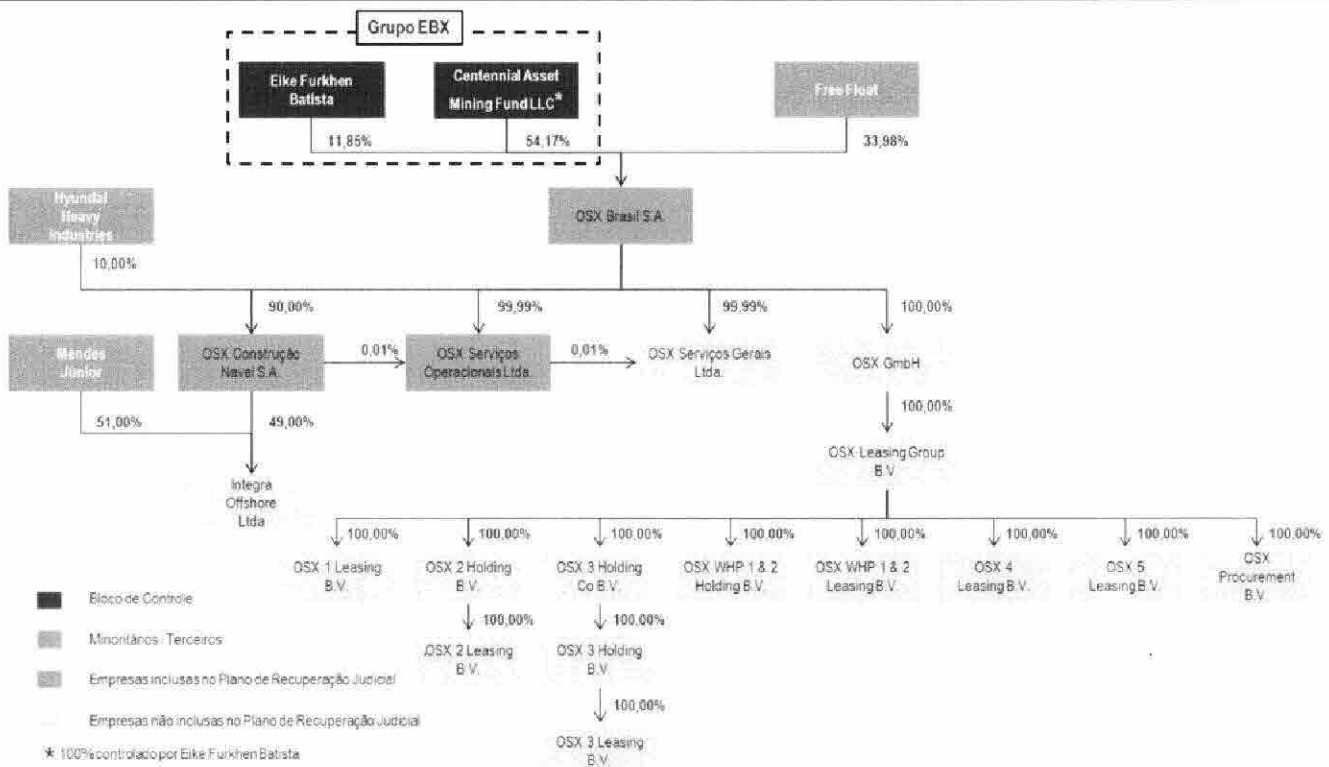 Grupo EBX
Eike Furkhen
Batista
Centennial Asset
Mining Fund LLC*
Free Float
11,85%
54,17%
33,98%
Hyundai
Heavy
Industries
OSX Brasil S.A.
10,00%
90,00%
99,99%
99,99%
100,00%
Mendes
Junior
OSX Construção
Naval S.A.
0,01%
OSX Serviços
Operacionais Ltda.
0,01%
OSX Serviços Gerais
Ltda.
OSX GmbH
51,00%
49,00%
100,00%
Integra
Offshore
Ltda
OSX Leasing Group
B.V.
100,00%
100,00%
100,00%
100,00%
100,00%
100,00%
100,00%
100,00%
OSX 1 Leasing
B.V.
OSX 2 Holding
B.V.
OSX 3 Holding
Co B.V.
OSX WHP 1 & 2
Holding B.V.
OSX WHP 1 & 2
Leasing B.V.
OSX 4
Leasing B.V.
OSX 5
Leasing B.V.
OSX
Procurement
B.V.
100,00%
100,00%
OSX 2 Leasing
B.V.
OSX 3 Holding
B.V.
100,00%
OSX 3 Leasing
B.V.
Bloco de Controle
Minoritários Terceiros
Empresas inclusas no Plano de Recuperação Judicial
Empresas não inclusas no Plano de Recuperação Judicial
* 100% controlado por Eike Furkhen Batista